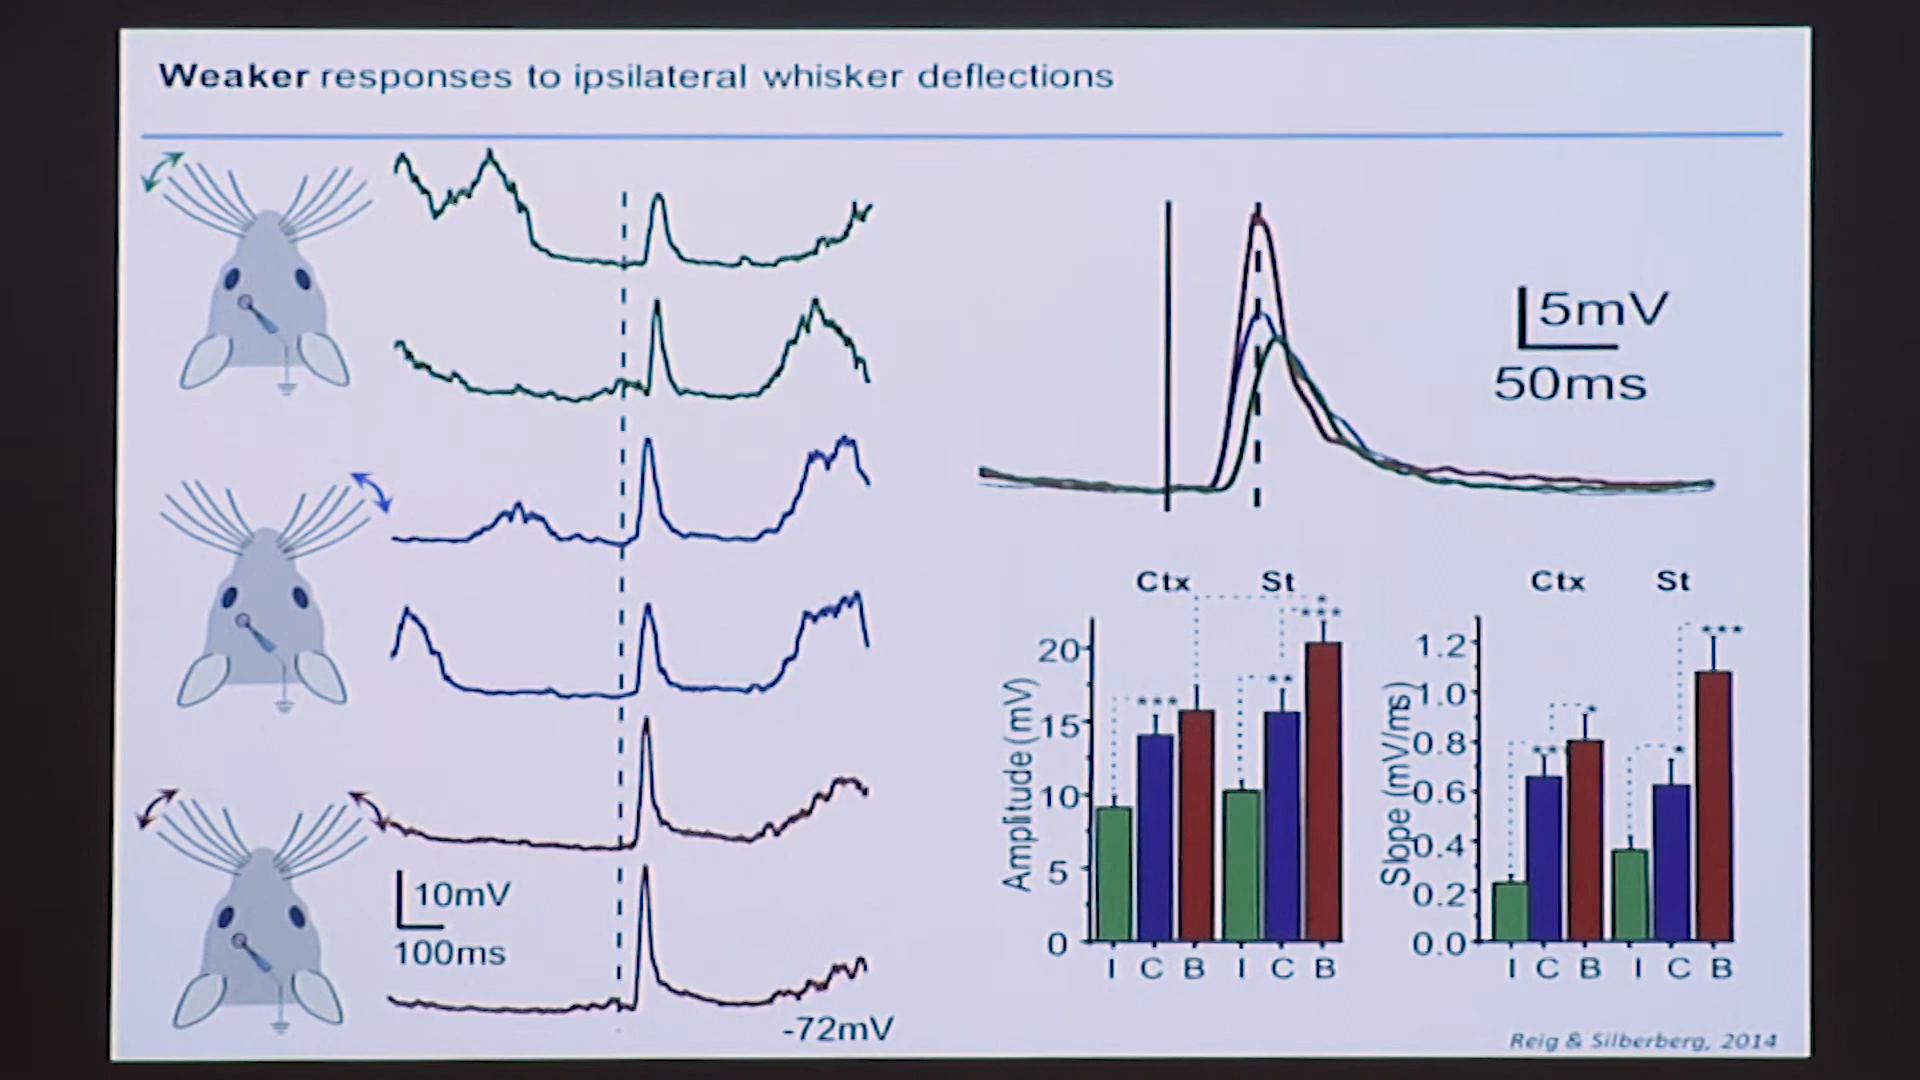 Weaker responses to ipsilateral whisker deflections
5mV
50ms
10mV
100ms
-72mV
Ctx St
* 
***
***
**
20
15
10
5
0
Amplitude (mV)
I C B I C B
Ctx St
***
*
**
*
1.2
1.0
0.8
0.6
0.4
0.2
0.0
Slope (mV/ms)
I C B I C B
Reig & Silberberg, 2014